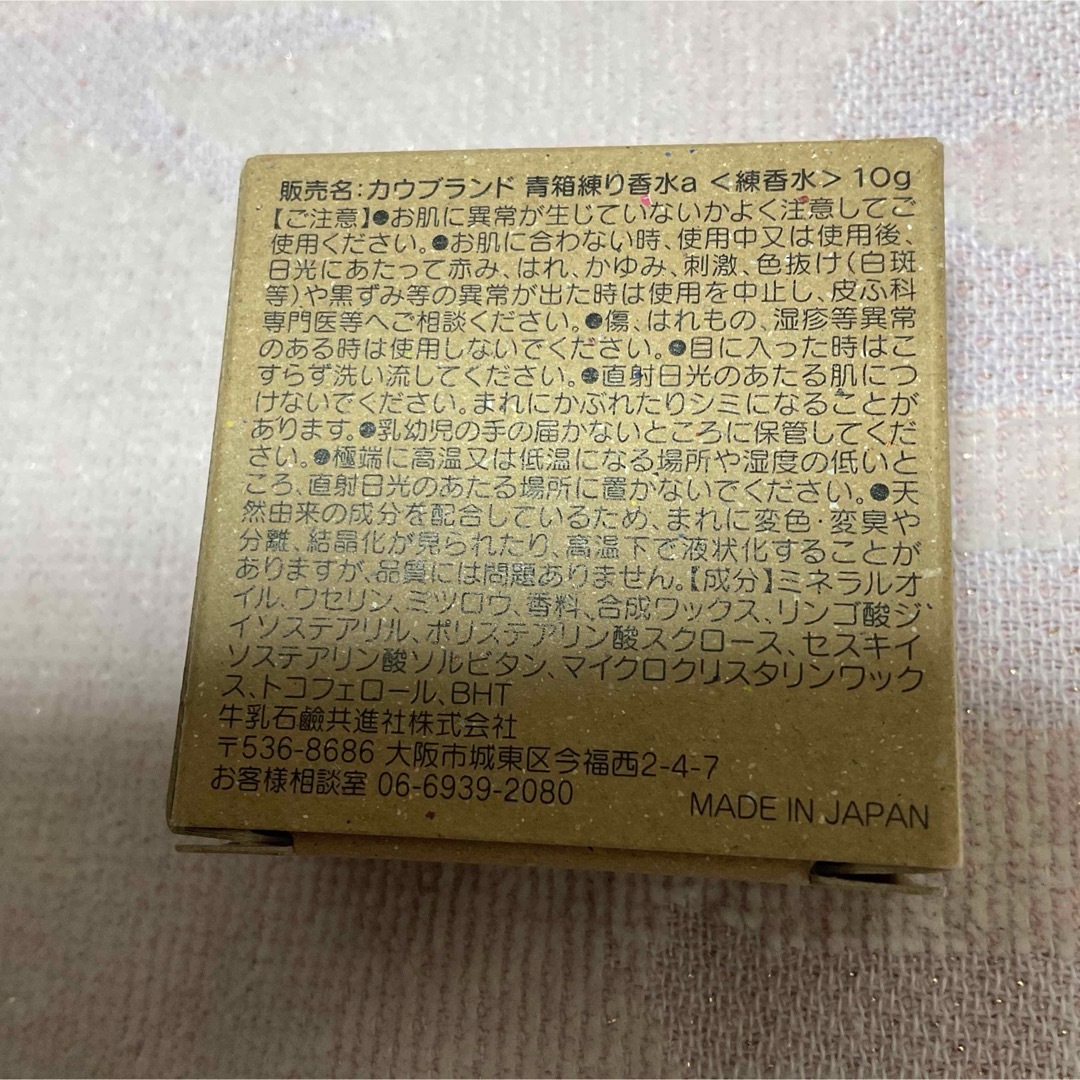 販売名:カウブランド 青箱練り香水a <練香水> 10g
【ご注意】●お肌に異常が生じていないかよく注意してご
使用ください。●お肌に合わない時、使用中又は使用後、
日光にあたって赤み、はれ、かゆみ、刺激、色抜け(白斑
等)や黒ずみ等の異常が出た時は使用を中止し、皮ふ科
専門医等へご相談ください。●傷、はれもの、湿疹等異常
のある時は使用しないでください。●目に入った時はこ
すらず洗い流してください。●直射日光のあたる肌につ
けないでください。まれにかぶれたりシミになることが
あります。●乳幼児の手の届かないところに保管してくだ
さい。●極端に高温又は低温になる場所や湿度の低いと
ころ、直射日光のあたる場所に置かないでください。●天
然由来の成分を配合しているため、まれに変色・変臭や
分離、結晶化が見られたり、高温下で液状化することが
ありますが、品質には問題ありません。【成分】ミネラルオ
イル、ワセリン、ミツロウ、香料、合成ワックス、リンゴ酸ジ
イソステアリル、ポリステアリン酸スクロース、セスキイ
ソステアリン酸ソルビタン、マイクロクリスタリンワック
ス、トコフェロール、BHT
牛乳石鹼共進社株式会社
〒536-8686 大阪市城東区今福西2-4-7
お客様相談室 06-6939-2080
MADE IN JAPAN